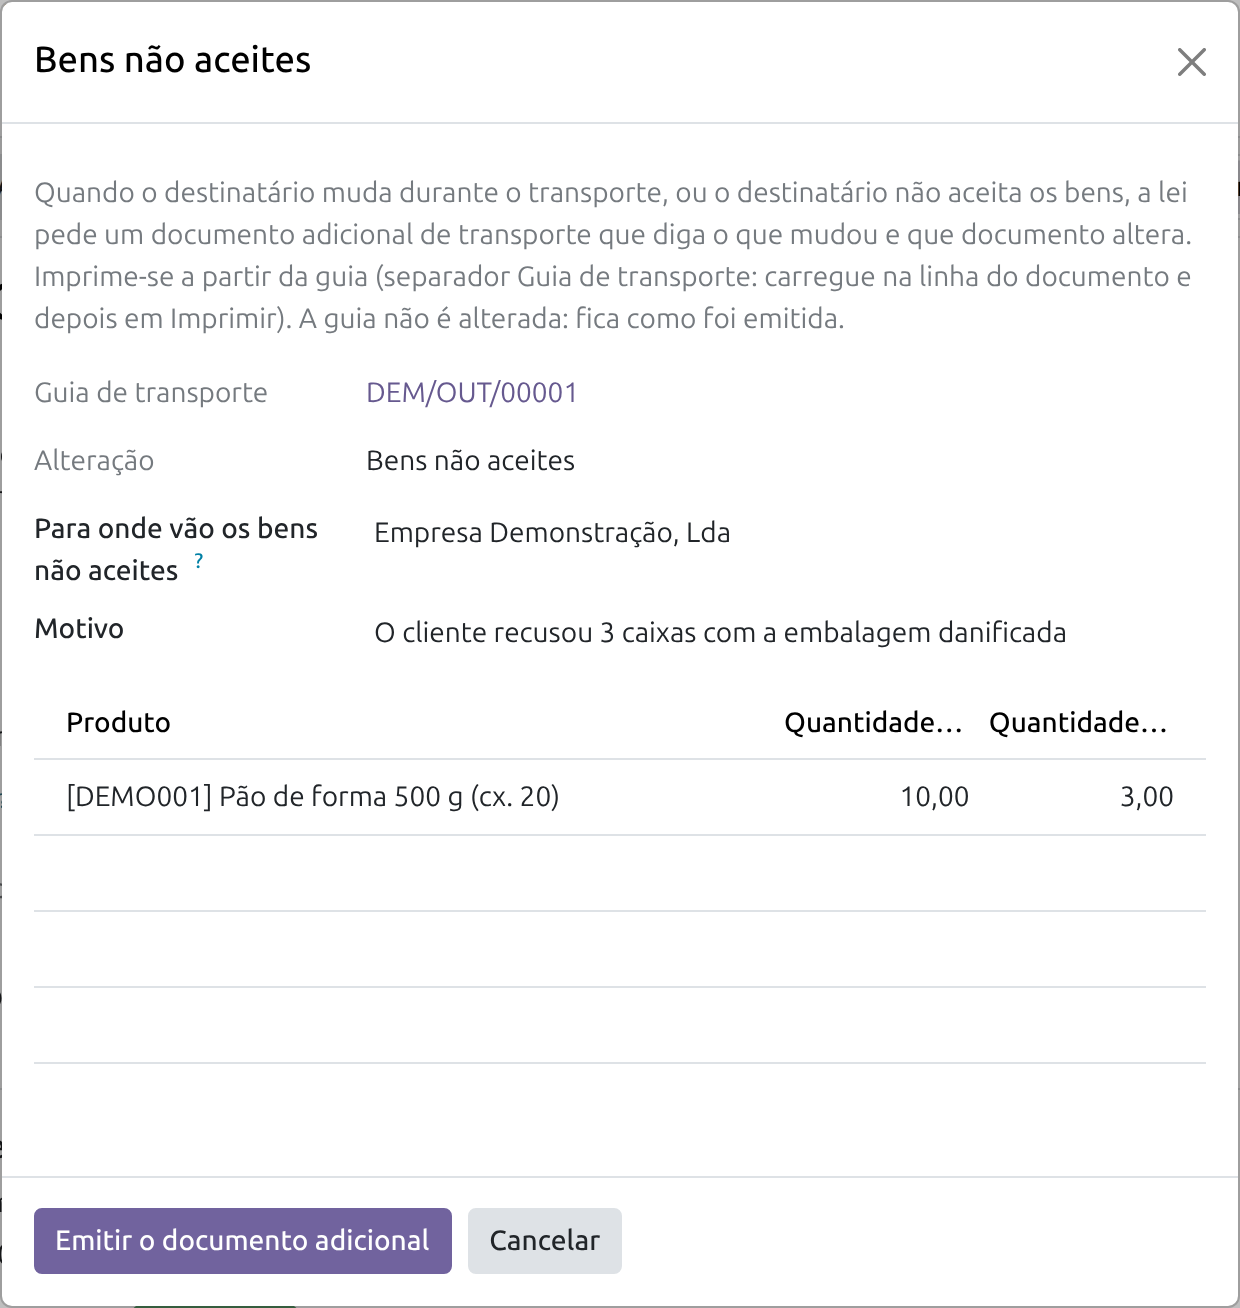 Bens não aceites
Quando o destinatário muda durante o transporte, ou o destinatário não aceita os bens, a lei
pede um documento adicional de transporte que diga o que mudou e que documento altera.
Imprime-se a partir da guia (separador Guia de transporte: carregue na linha do documento e
depois em Imprimir). A guia não é alterada: fica como foi emitida.
Guia de transporte DEM/OUT/00001
Alteração Bens não aceites
Para onde vão os bens
não aceites ? Empresa Demonstração, Lda
Motivo O cliente recusou 3 caixas com a embalagem danificada
Produto Quantidade... Quantidade...
[DEMO001] Pão de forma 500 g (cx. 20) 10,00 3,00
Emitir o documento adicional Cancelar